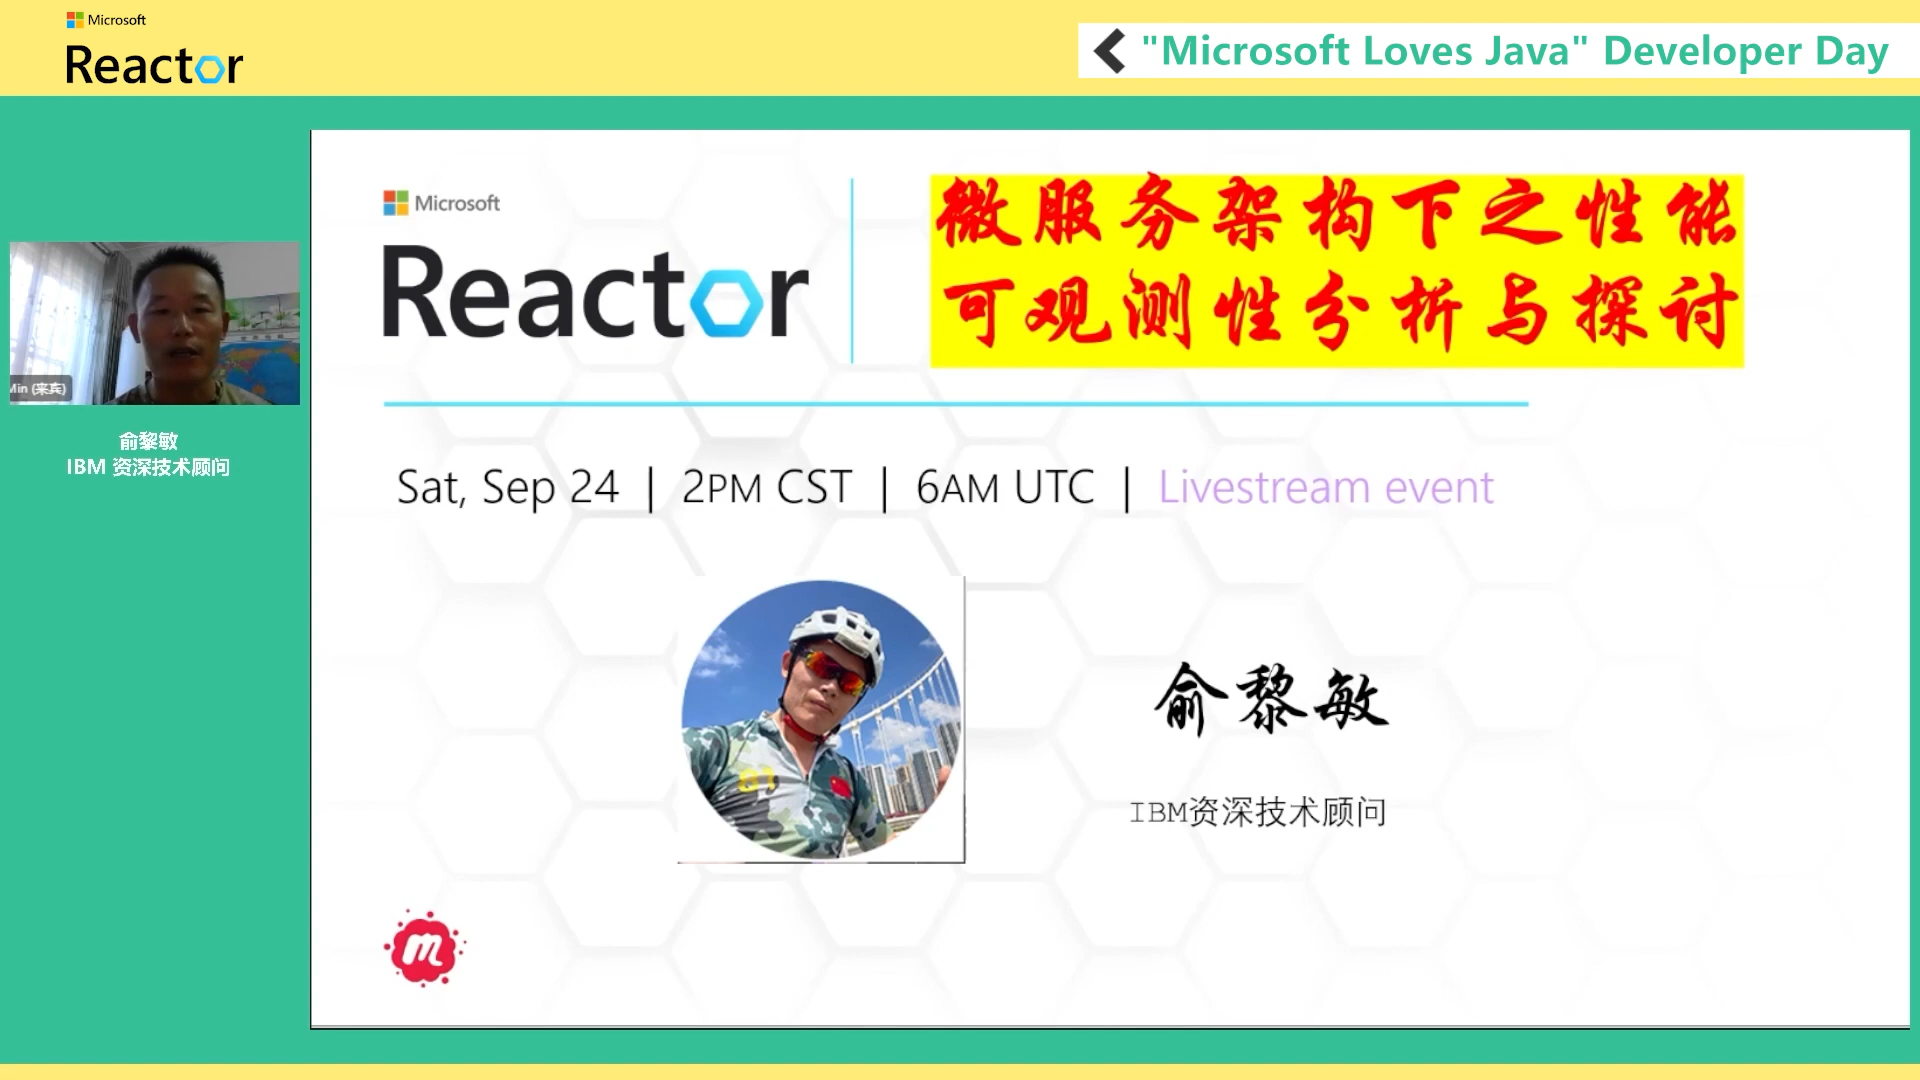 Microsoft
Reactor
"Microsoft Loves Java" Developer Day
Min (来宾)
俞黎敏
IBM 资深技术顾问
Microsoft
Reactor
微服务架构下之性能
可观测性分析与探讨
Sat, Sep 24 | 2PM CST | 6AM UTC | Livestream event
俞黎敏
IBM资深技术顾问
m